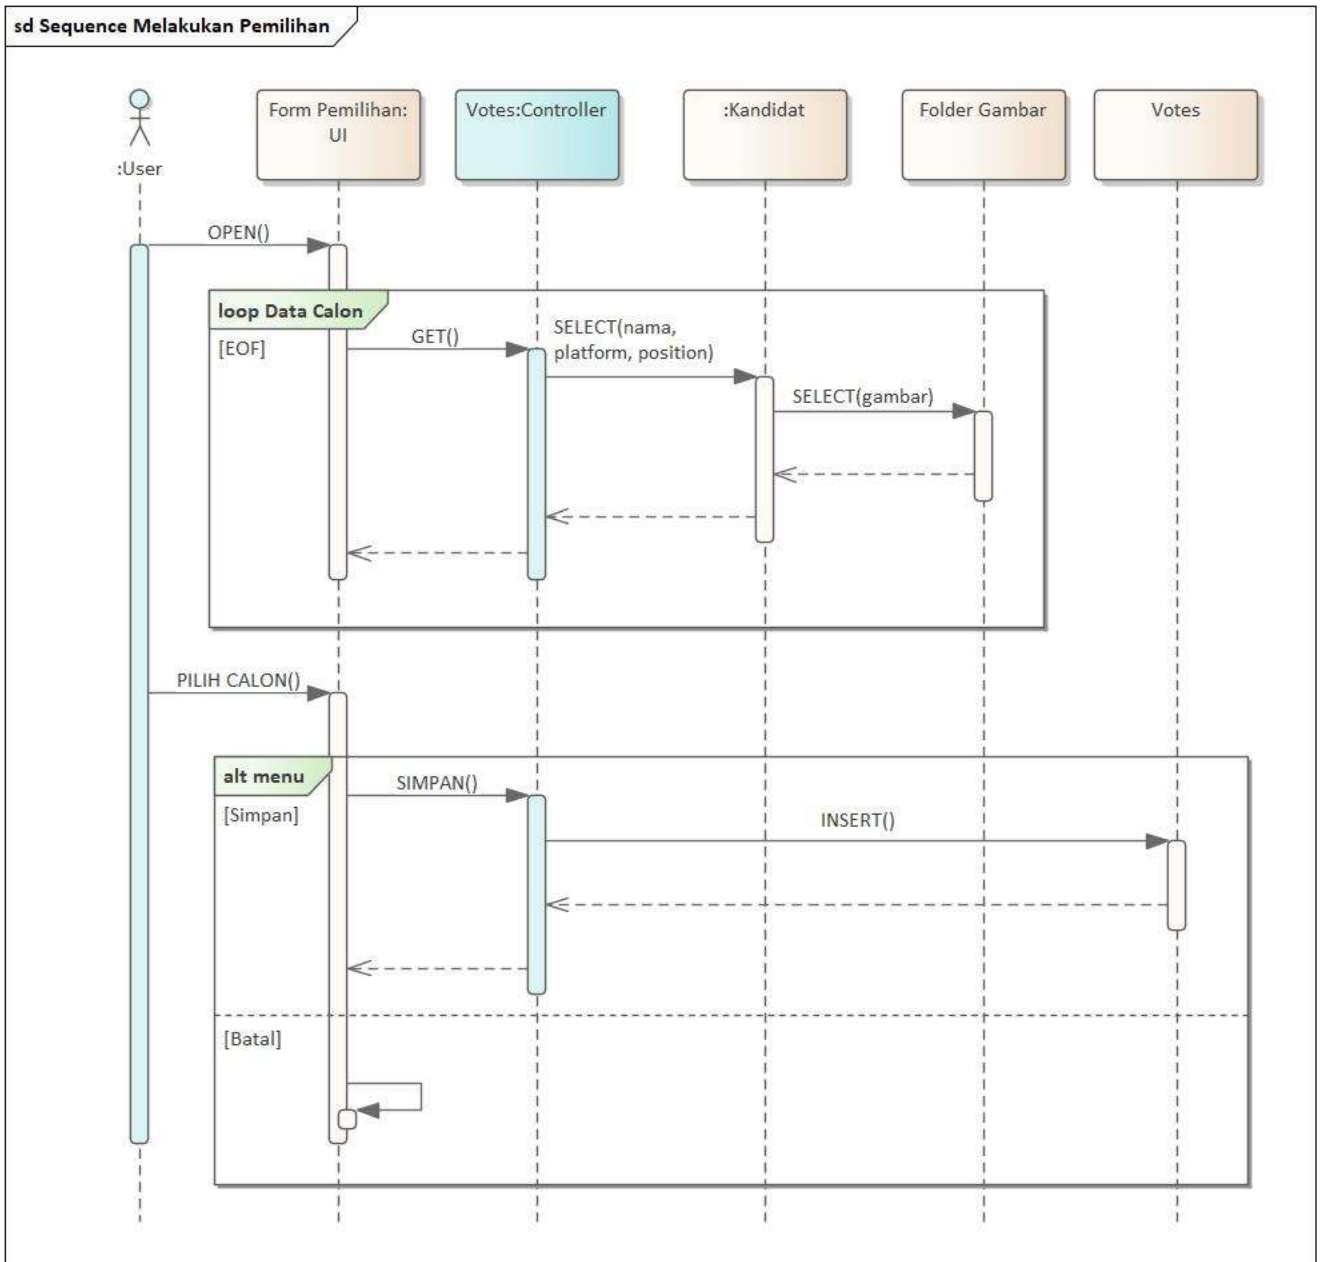 sd Sequence Melakukan Pemilihan
:User
Form Pemilihan:
UI
Votes:Controller
:Kandidat
Folder Gambar
Votes
OPEN()
loop Data Calon
[EOF]
GET()
SELECT(nama,
platform, position)
SELECT(gambar)
PILIH CALON()
alt menu
[Simpan]
SIMPAN()
INSERT()
[Batal]